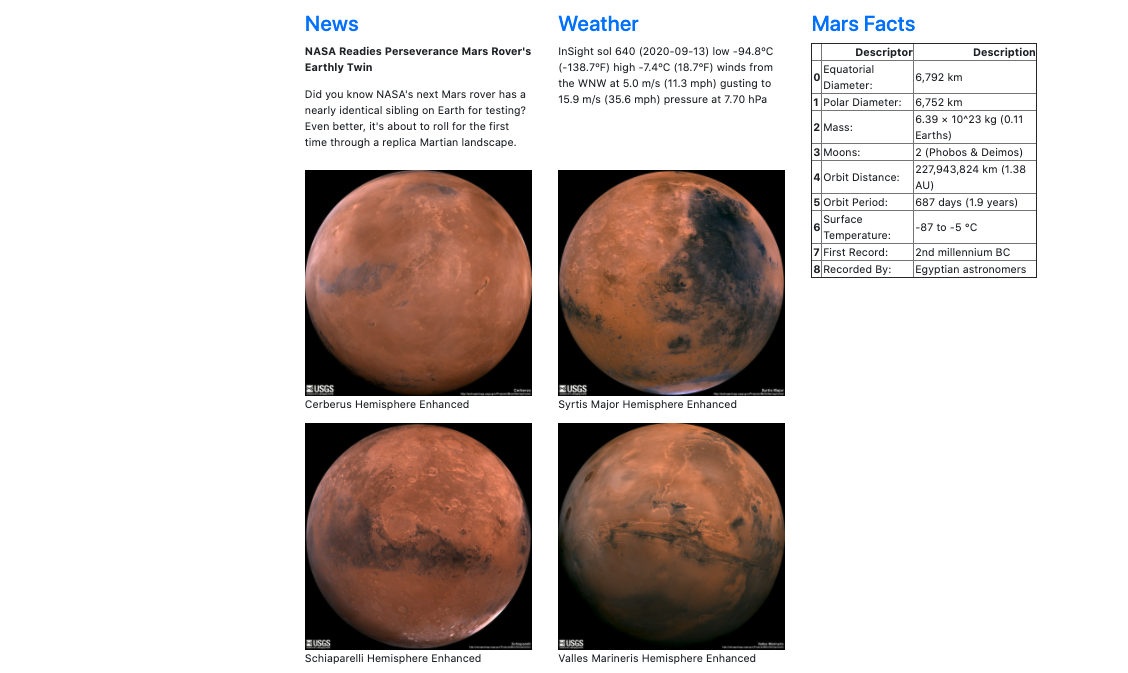 News
NASA Readies Perseverance Mars Rover's
Earthly Twin
Did you know NASA's next Mars rover has a
nearly identical sibling on Earth for testing?
Even better, it's about to roll for the first
time through a replica Martian landscape.
Weather
InSight sol 640 (2020-09-13) low -94.8ºC
(-138.7ºF) high -7.4ºC (18.7ºF) winds from
the WNW at 5.0 m/s (11.3 mph) gusting to
15.9 m/s (35.6 mph) pressure at 7.70 hPa
Mars Facts
Descriptor Description
0 Equatorial Diameter: 6,792 km
1 Polar Diameter: 6,752 km
2 Mass: 6.39 × 10^23 kg (0.11 Earths)
3 Moons: 2 (Phobos & Deimos)
4 Orbit Distance: 227,943,824 km (1.38 AU)
5 Orbit Period: 687 days (1.9 years)
6 Surface Temperature: -87 to -5 °C
7 First Record: 2nd millennium BC
8 Recorded By: Egyptian astronomers
USGS
Cerberus
Cerberus Hemisphere Enhanced
USGS
Syrtis Major
Syrtis Major Hemisphere Enhanced
USGS
Schiaparelli
Schiaparelli Hemisphere Enhanced
USGS
Valles Marineris
Valles Marineris Hemisphere Enhanced